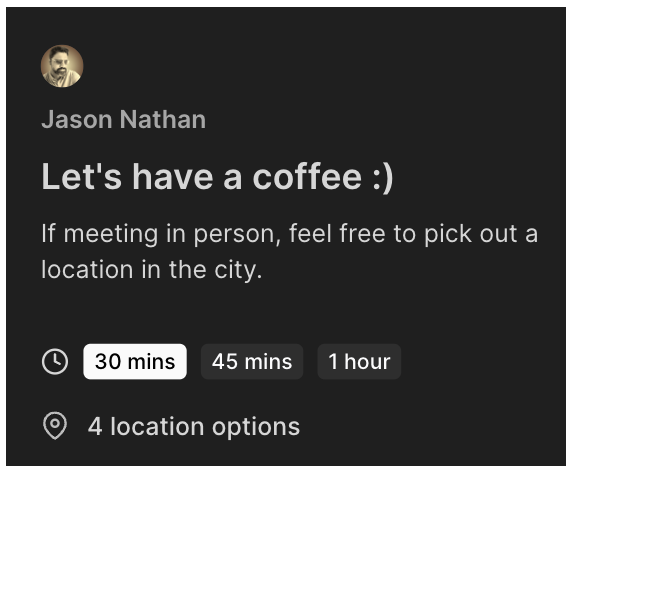 Jason Nathan
Let's have a coffee :)
If meeting in person, feel free to pick out a
location in the city.
30 mins 45 mins 1 hour
4 location options